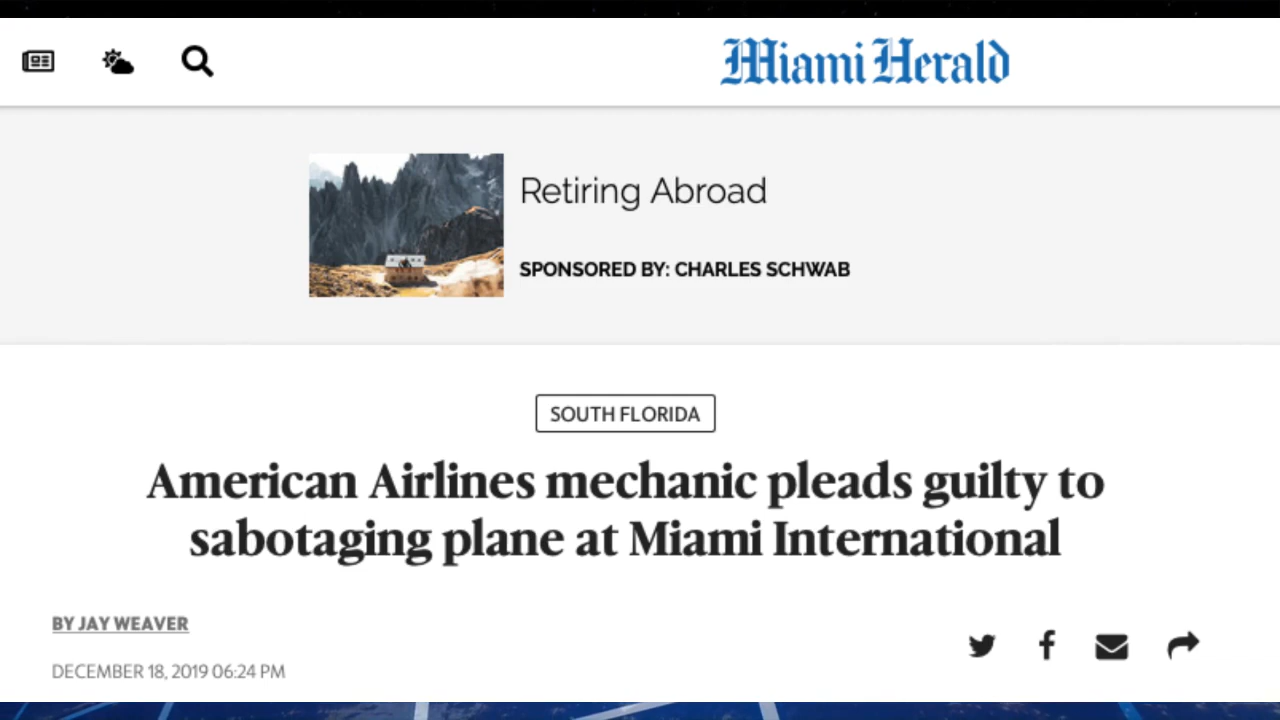 Miami Herald
Retiring Abroad
SPONSORED BY: CHARLES SCHWAB
SOUTH FLORIDA
American Airlines mechanic pleads guilty to
sabotaging plane at Miami International
BY JAY WEAVER
DECEMBER 18, 2019 06:24 PM